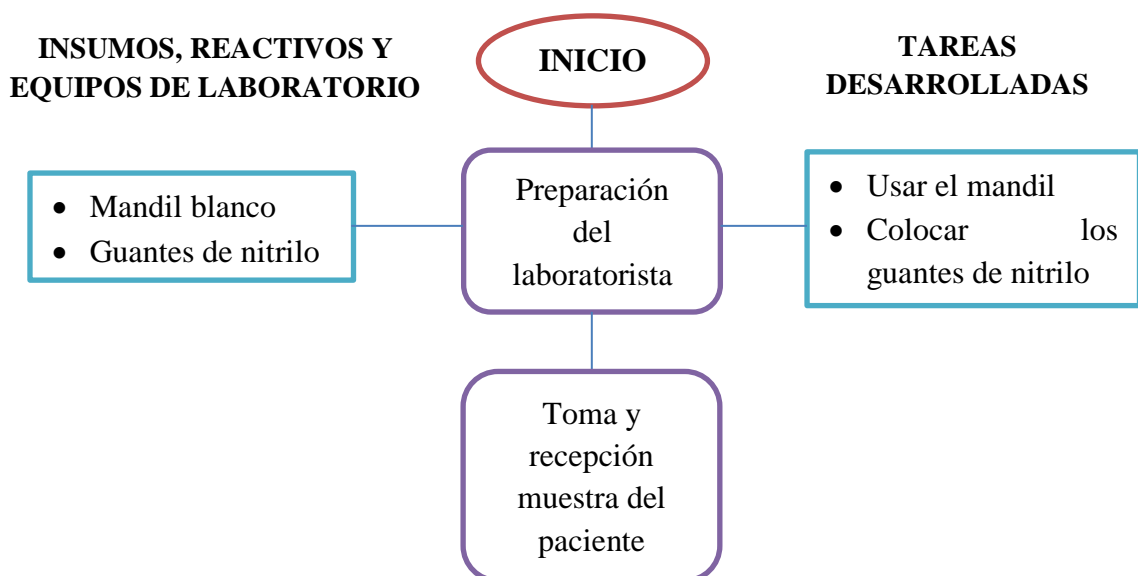 INSUMOS, REACTIVOS Y
EQUIPOS DE LABORATORIO
INICIO
TAREAS
DESARROLLADAS
• Mandil blanco
• Guantes de nitrilo
Preparación
del
laboratorista
• Usar el mandil
• Colocar los
guantes de nitrilo
Toma y
recepción
muestra del
paciente